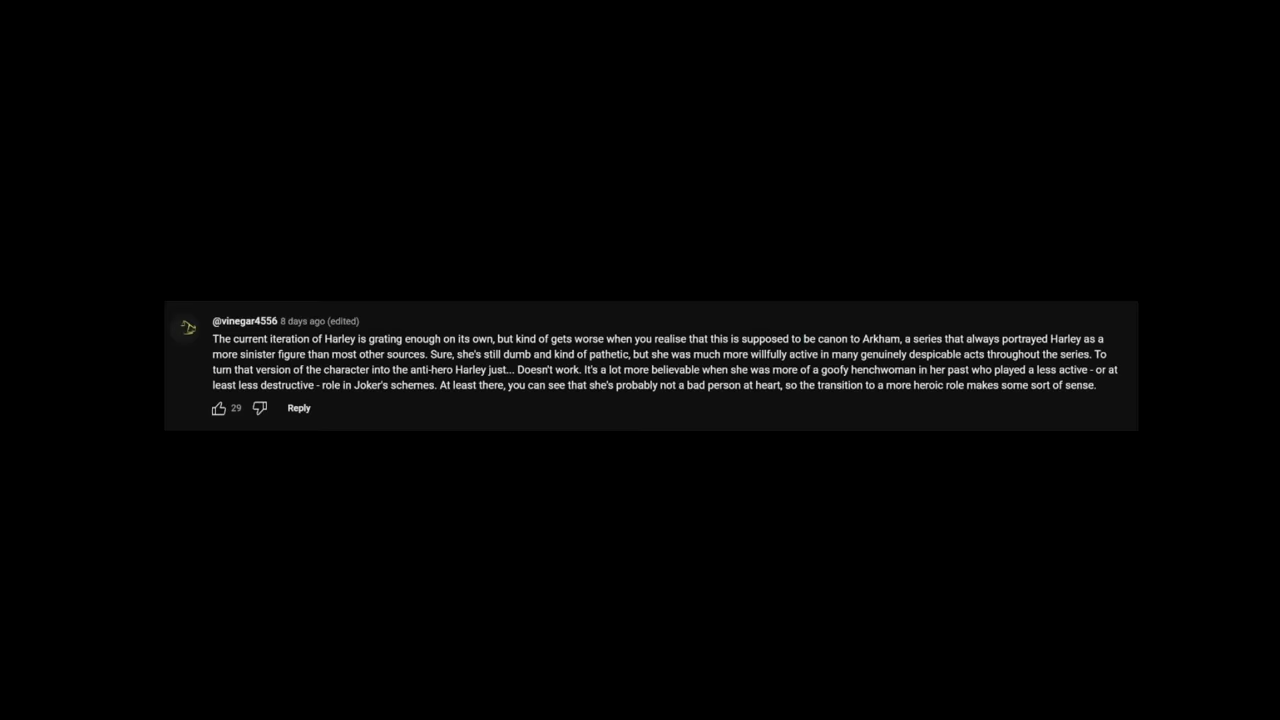 @vinegar4556 8 days ago (edited)
The current iteration of Harley is grating enough on its own, but kind of gets worse when you realise that this is supposed to be canon to Arkham, a series that always portrayed Harley as a
more sinister figure than most other sources. Sure, she's still dumb and kind of pathetic, but she was much more willfully active in many genuinely despicable acts throughout the series. To
turn that version of the character into the anti-hero Harley just... Doesn't work. It's a lot more believable when she was more of a goofy henchwoman in her past who played a less active - or at
least less destructive - role in Joker's schemes. At least there, you can see that she's probably not a bad person at heart, so the transition to a more heroic role makes some sort of sense.
29 Reply